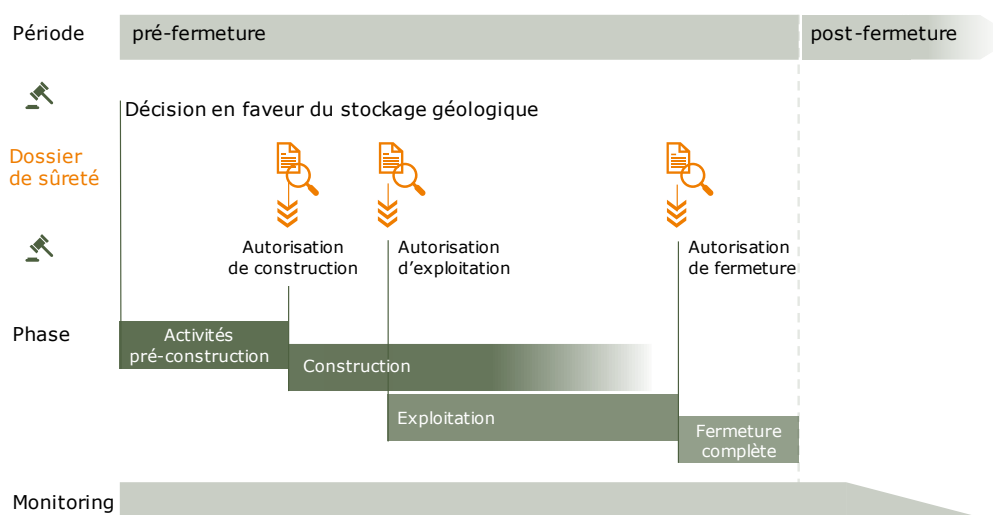 Période
pré-fermeture
post-fermeture
Décision en faveur du stockage géologique
Dossier
de sûreté
Autorisation
de construction
Autorisation
d’exploitation
Autorisation
de fermeture
Phase
Activités
pré-construction
Construction
Exploitation
Fermeture
complète
Monitoring